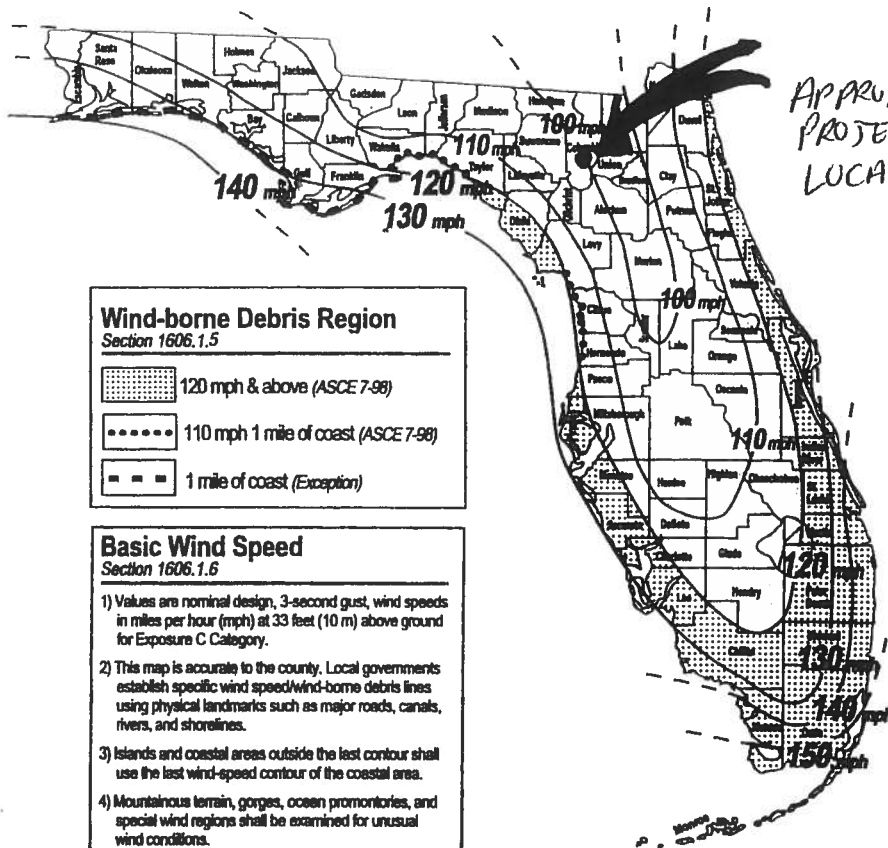 Santa
Rosa
Okaloosa
Walton
Holmes
Washington
Jackson
Bay
Calhoun
Gulf
Liberty
Gadsden
Leon
Wakulla
Franklin
Jefferson
Madison
Taylor
Hamilton
Suwannee
Lafayette
Dixie
Columbia
Union
Duval
Clay
St. Johns
Putnam
Alachua
Gilchrist
Levy
Marion
Flagler
Volusia
Citrus
Hernando
Pasco
Lake
Seminole
Orange
Osceola
Hillsborough
Polk
Manatee
Hardee
Highlands
Okeechobee
Sarasota
DeSoto
Charlotte
Glades
Lee
Hendry
Palm
Beach
Collier
Dade
Monroe
110 mph
100 mph
140 mph
120 mph
130 mph
100 mph
110 mph
120 mph
130 mph
140 mph
150 mph
PROJE
LOCA
Wind-borne Debris Region
Section 1606.1.5
120 mph & above (ASCE 7-98)
110 mph 1 mile of coast (ASCE 7-98)
1 mile of coast (Exception)
Basic Wind Speed
Section 1606.1.6
1) Values are nominal design, 3-second gust, wind speeds
in miles per hour (mph) at 33 feet (10 m) above ground
for Exposure C Category.
2) This map is accurate to the county. Local governments
establish specific wind speed/wind-borne debris lines
using physical landmarks such as major roads, canals,
rivers, and shorelines.
3) Islands and coastal areas outside the last contour shall
use the last wind-speed contour of the coastal area.
4) Mountainous terrain, gorges, ocean promontories, and
special wind regions shall be examined for unusual
wind conditions.